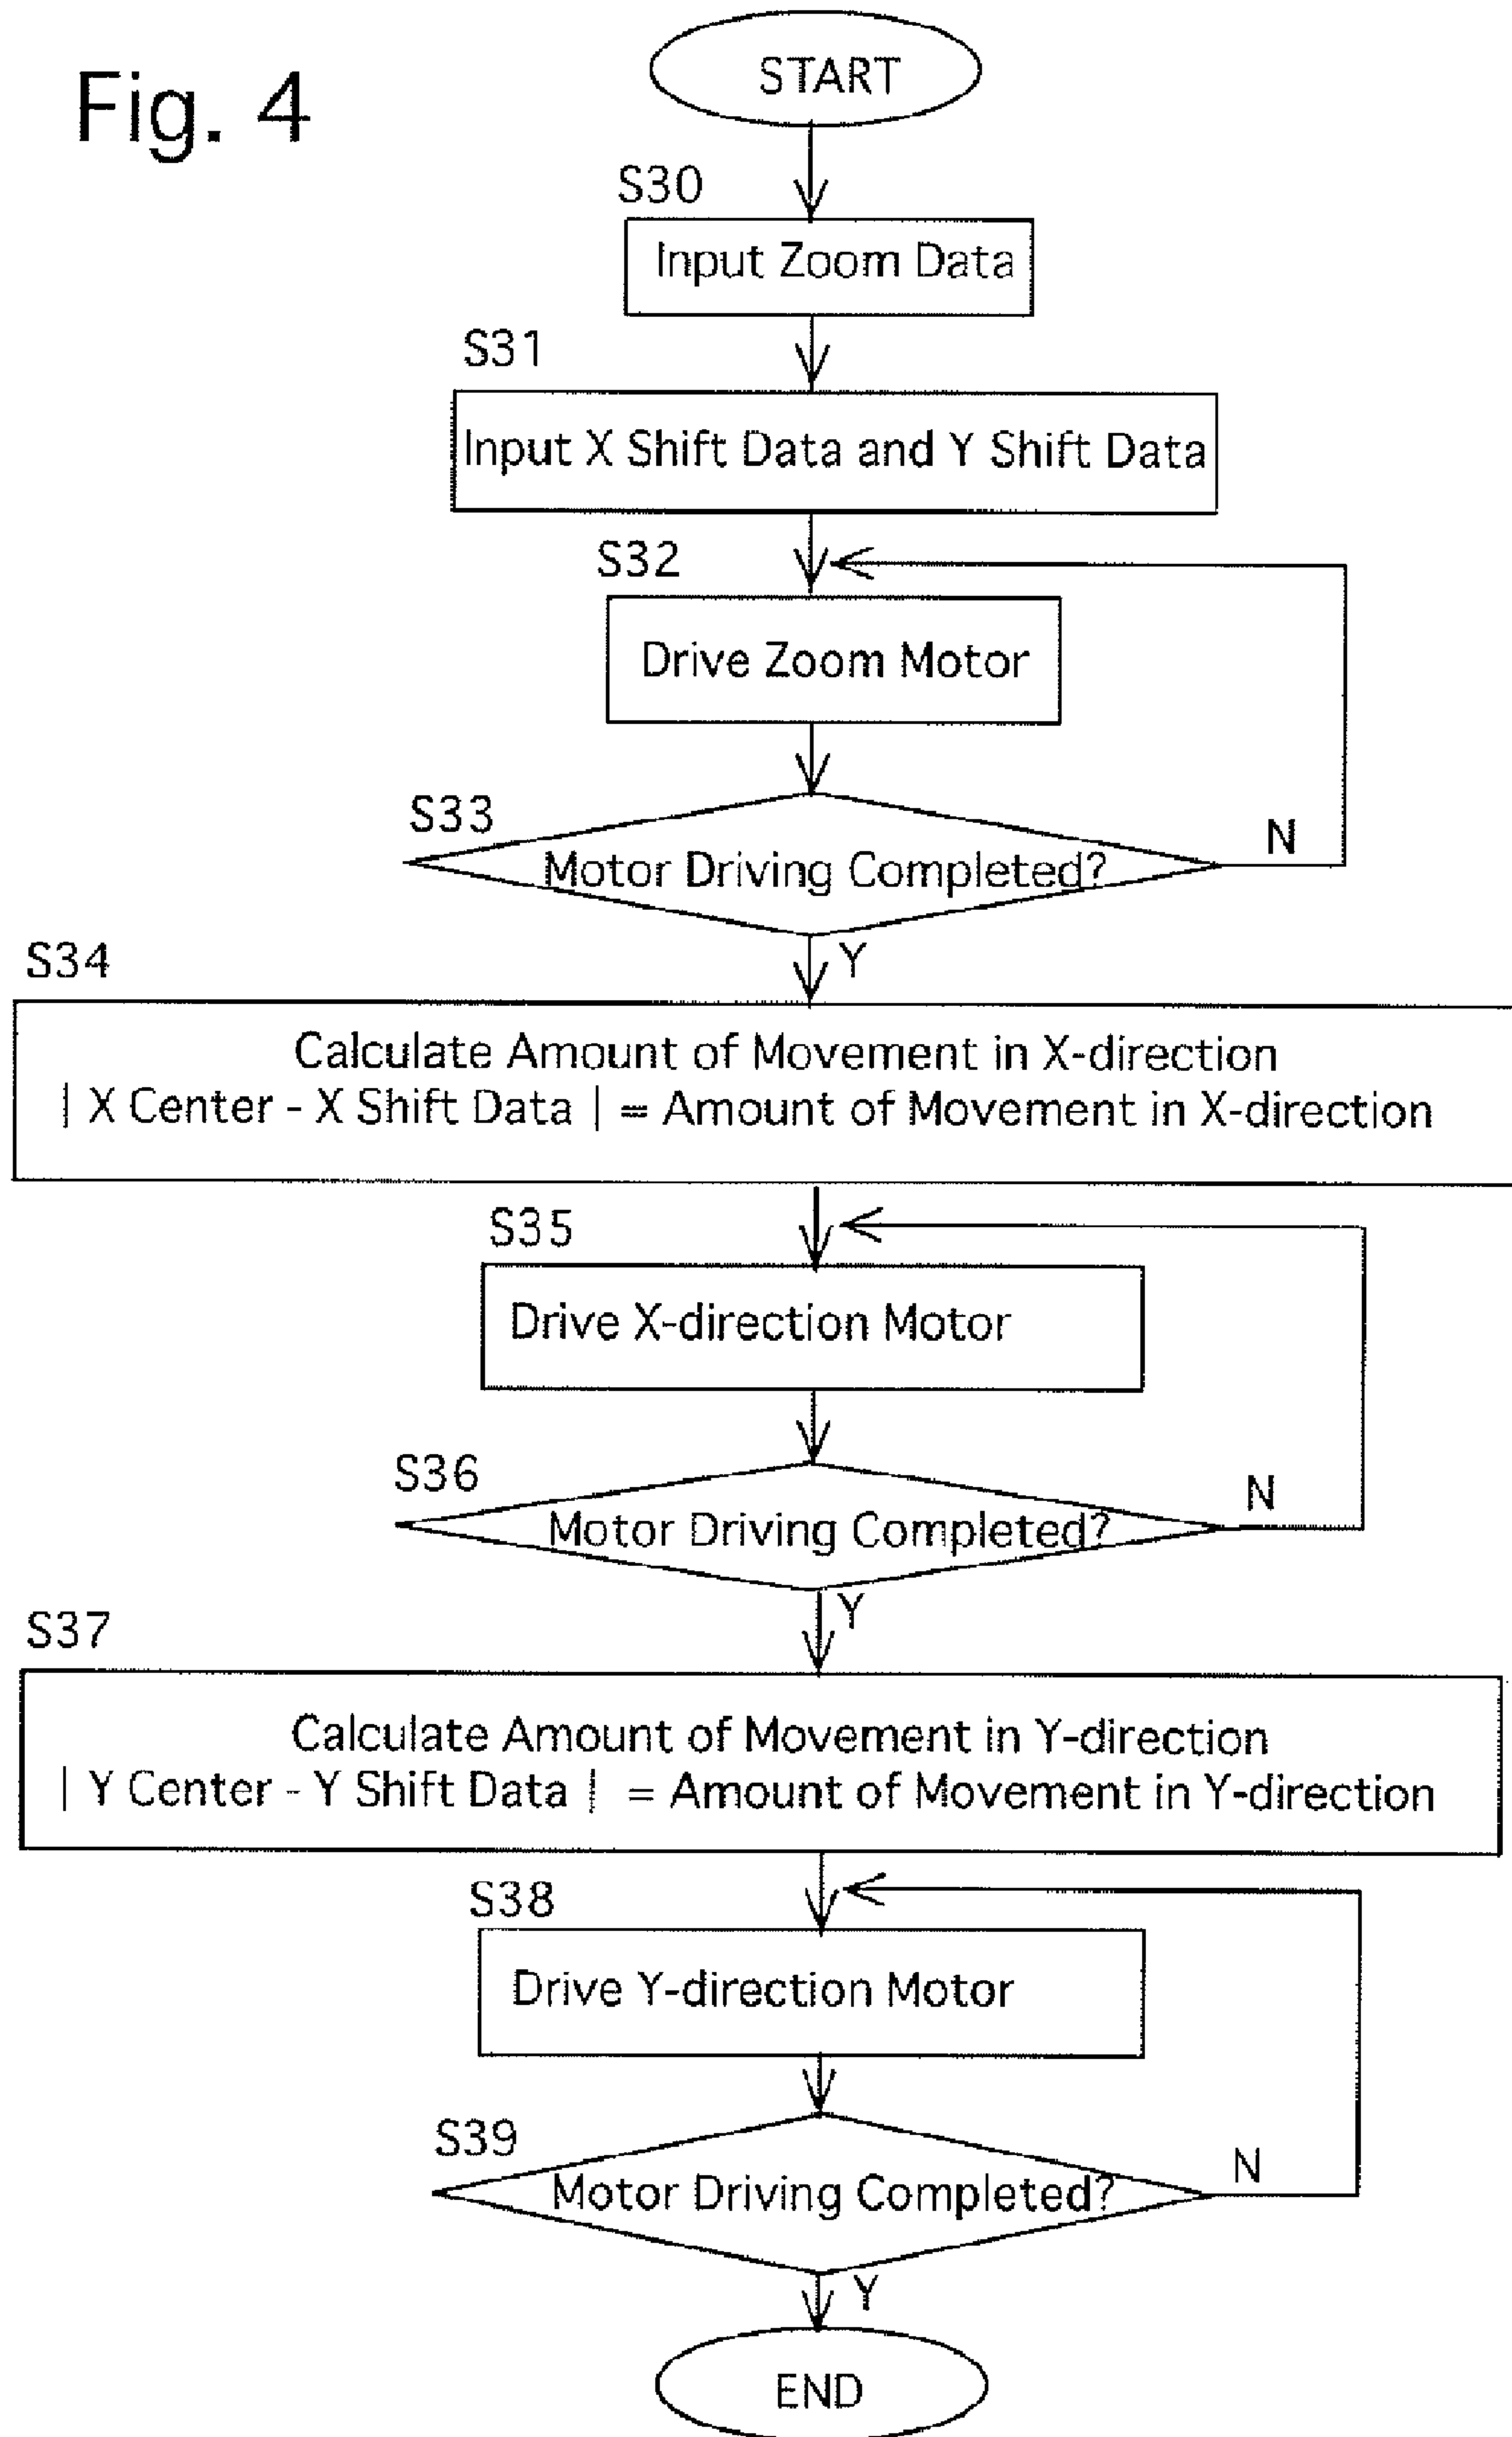 Fig. 4
START
S30
Input Zoom Data
S31
Input X Shift Data and Y Shift Data
S32
Drive Zoom Motor
S33
Motor Driving Completed?
N
Y
S34
Calculate Amount of Movement in X-direction
| X Center - X Shift Data | = Amount of Movement in X-direction
S35
Drive X-direction Motor
S36
Motor Driving Completed?
N
Y
S37
Calculate Amount of Movement in Y-direction
| Y Center - Y Shift Data | = Amount of Movement in Y-direction
S38
Drive Y-direction Motor
S39
Motor Driving Completed?
N
Y
END